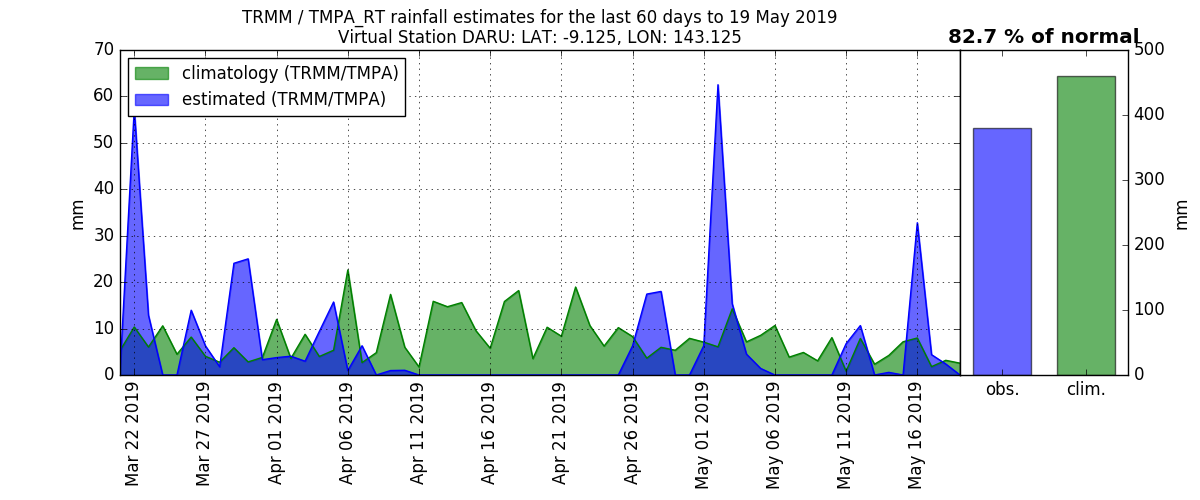 TRMM / TMPA_RT rainfall estimates for the last 60 days to 19 May 2019
Virtual Station DARU: LAT: -9.125, LON: 143.125
82.7 % of normal
climatology (TRMM/TMPA)
estimated (TRMM/TMPA)
70
60
50
40
30
20
10
0
mm
500
400
300
200
100
0
mm
Mar 22 2019
Mar 27 2019
Apr 01 2019
Apr 06 2019
Apr 11 2019
Apr 16 2019
Apr 21 2019
Apr 26 2019
May 01 2019
May 06 2019
May 11 2019
May 16 2019
obs.
clim.